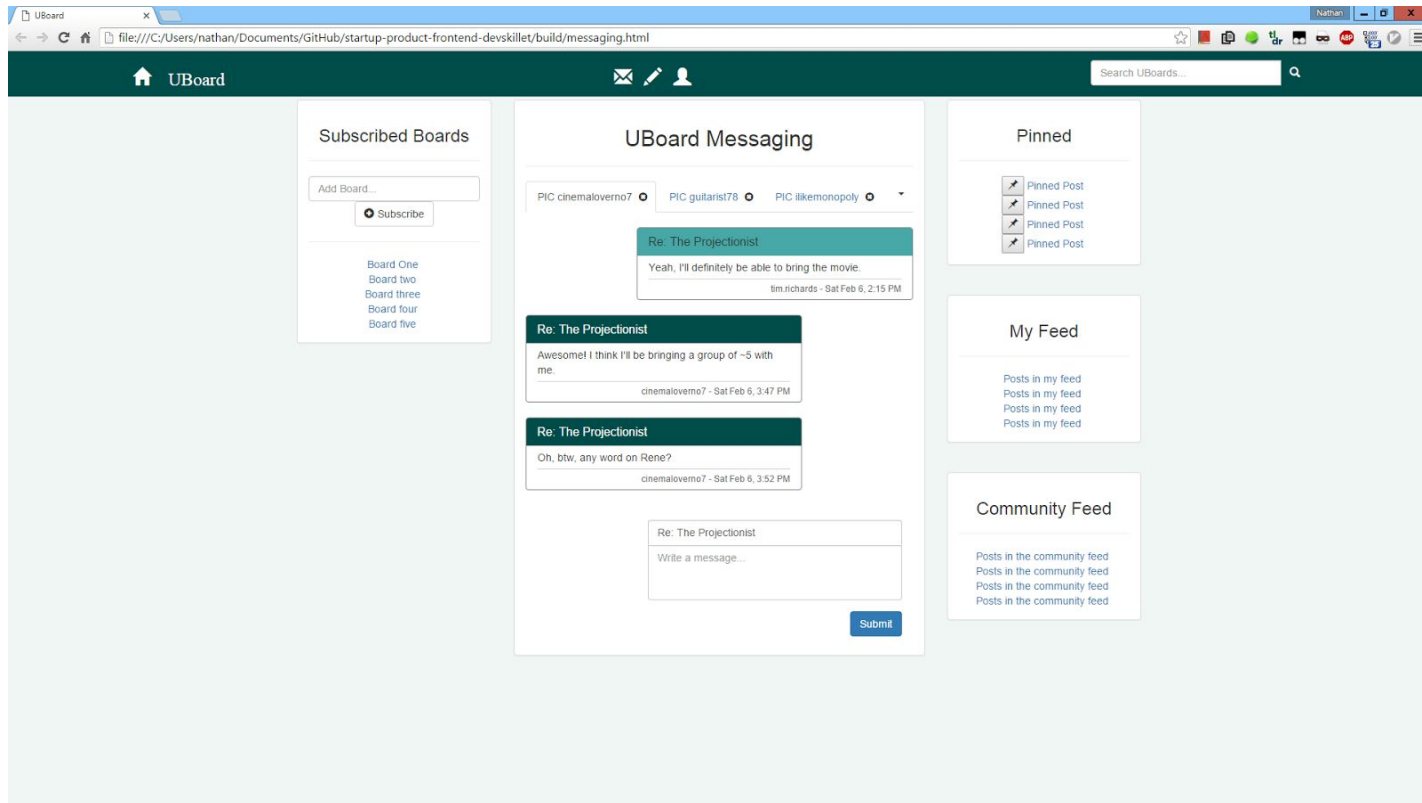 UBoard
Nathan
file:///C:/Users/nathan/Documents/GitHub/startup-product-frontend-devskillet/build/messaging.html
tl;dr
ABP
23
UBoard
Search UBoards...
Subscribed Boards
Add Board...
Subscribe
Board One
Board two
Board three
Board four
Board five
UBoard Messaging
PIC cinemaloverno7
PIC guitarist78
PIC ilikemonopoly
Re: The Projectionist
Yeah, I'll definitely be able to bring the movie.
tim.richards - Sat Feb 6, 2:15 PM
Re: The Projectionist
Awesome! I think I'll be bringing a group of ~5 with
me.
cinemaloverno7 - Sat Feb 6, 3:47 PM
Re: The Projectionist
Oh, btw, any word on Rene?
cinemaloverno7 - Sat Feb 6, 3:52 PM
Re: The Projectionist
Write a message...
Submit
Pinned
Pinned Post
Pinned Post
Pinned Post
Pinned Post
My Feed
Posts in my feed
Posts in my feed
Posts in my feed
Posts in my feed
Community Feed
Posts in the community feed
Posts in the community feed
Posts in the community feed
Posts in the community feed